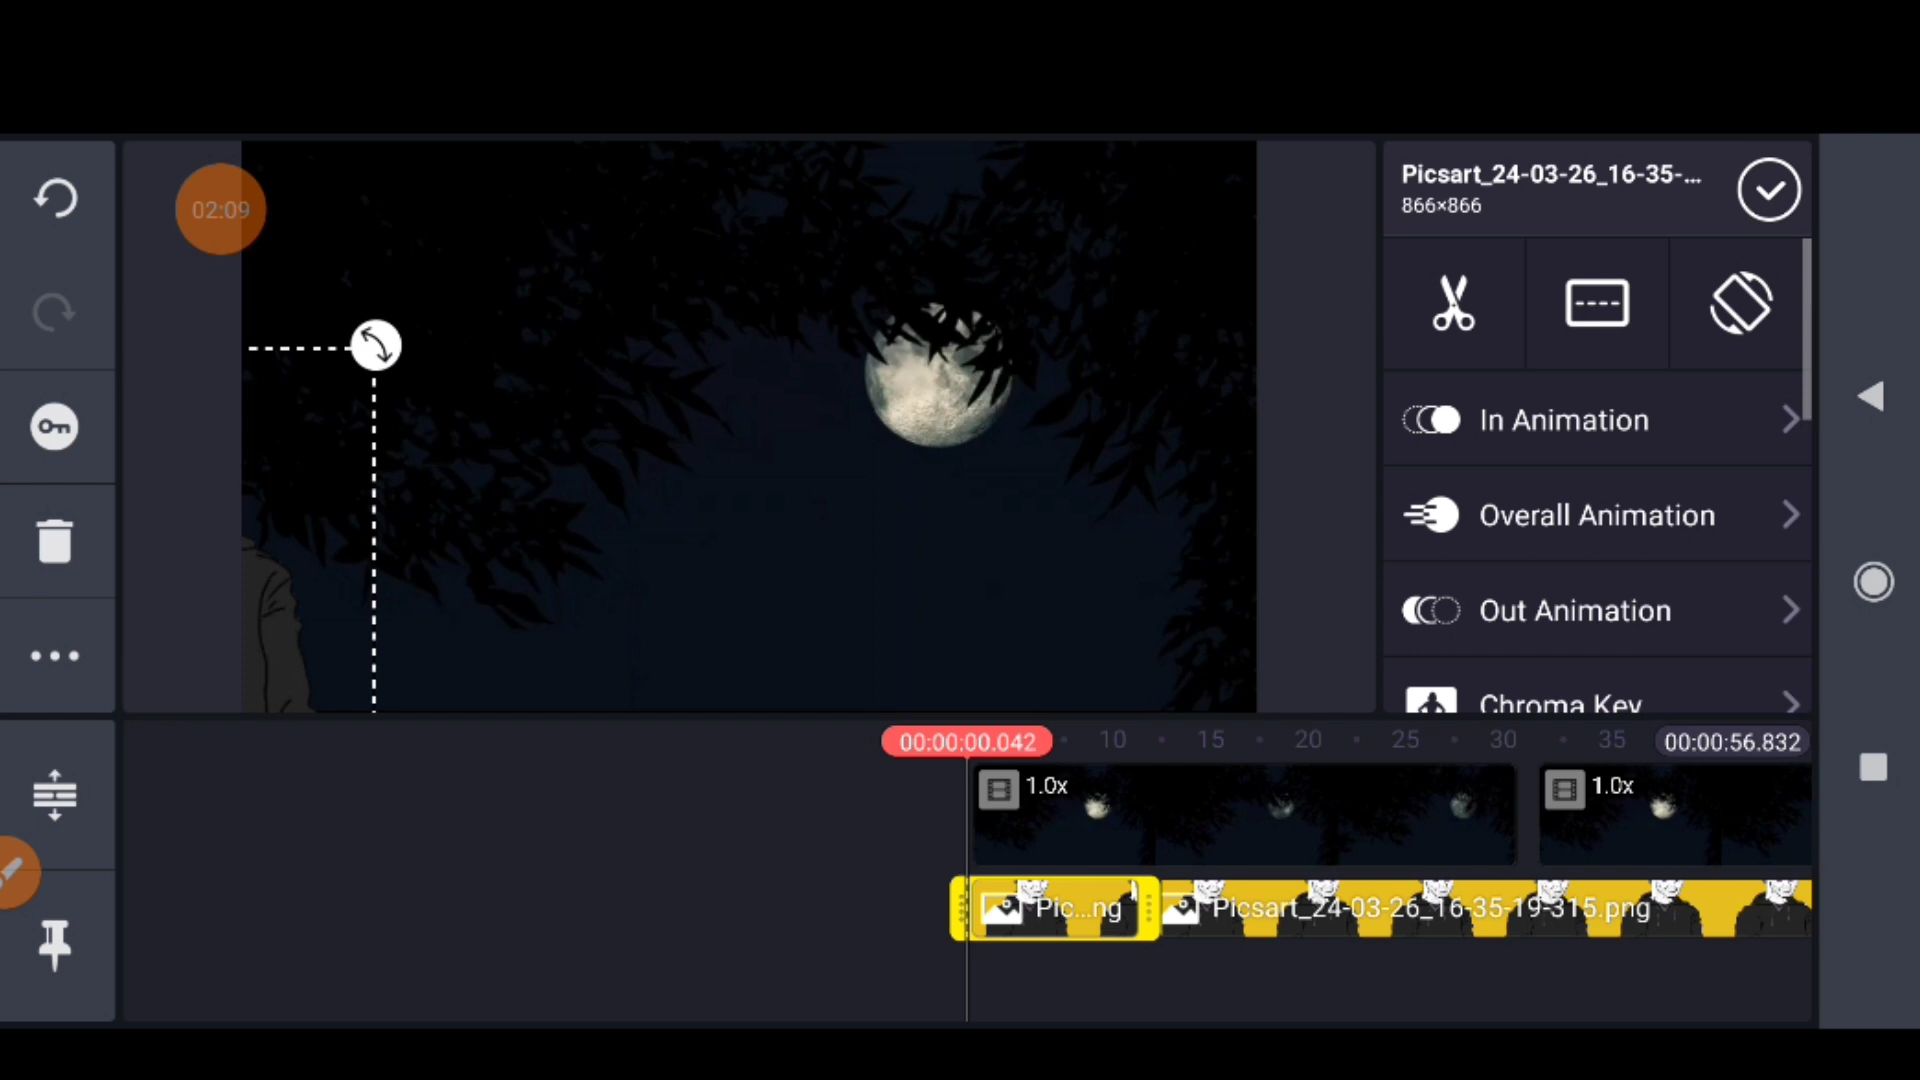 02:09
Picsart_24-03-26_16-35-...
866×866
In Animation
Overall Animation
Out Animation
Chroma Key
00:00:00.042
10
15
20
25
30
35
00:00:56.832
1.0x
1.0x
Pic...ng
Picsart_24-03-26_16-35-19-315.png